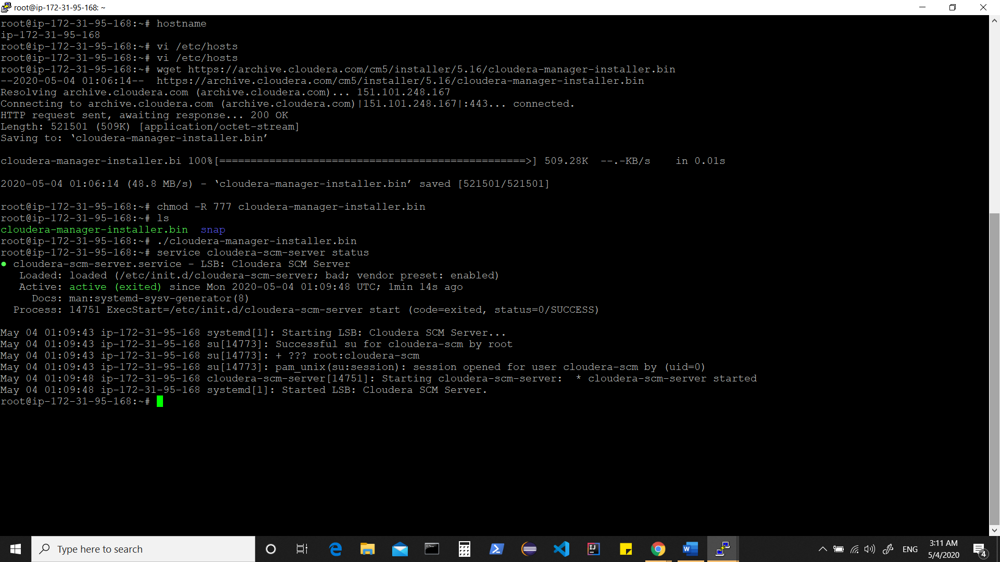 root@ip-172-31-95-168: ~
root@ip-172-31-95-168:~# hostname
ip-172-31-95-168
root@ip-172-31-95-168:~# vi /etc/hosts
root@ip-172-31-95-168:~# vi /etc/hosts
root@ip-172-31-95-168:~# wget https://archive.cloudera.com/cm5/installer/5.16/cloudera-manager-installer.bin
--2020-05-04 01:06:14--  https://archive.cloudera.com/cm5/installer/5.16/cloudera-manager-installer.bin
Resolving archive.cloudera.com (archive.cloudera.com)... 151.101.248.167
Connecting to archive.cloudera.com (archive.cloudera.com)|151.101.248.167|:443... connected.
HTTP request sent, awaiting response... 200 OK
Length: 521501 (509K) [application/octet-stream]
Saving to: ‘cloudera-manager-installer.bin’
cloudera-manager-installer.bi 100%[=================================================>] 509.28K  --.-KB/s    in 0.01s
2020-05-04 01:06:14 (48.8 MB/s) - ‘cloudera-manager-installer.bin’ saved [521501/521501]
root@ip-172-31-95-168:~# chmod -R 777 cloudera-manager-installer.bin
root@ip-172-31-95-168:~# ls
cloudera-manager-installer.bin  snap
root@ip-172-31-95-168:~# ./cloudera-manager-installer.bin
root@ip-172-31-95-168:~# service cloudera-scm-server status
● cloudera-scm-server.service - LSB: Cloudera SCM Server
   Loaded: loaded (/etc/init.d/cloudera-scm-server; bad; vendor preset: enabled)
   Active: active (exited) since Mon 2020-05-04 01:09:48 UTC; 1min 14s ago
     Docs: man:systemd-sysv-generator(8)
  Process: 14751 ExecStart=/etc/init.d/cloudera-scm-server start (code=exited, status=0/SUCCESS)
May 04 01:09:43 ip-172-31-95-168 systemd[1]: Starting LSB: Cloudera SCM Server...
May 04 01:09:43 ip-172-31-95-168 su[14773]: Successful su for cloudera-scm by root
May 04 01:09:43 ip-172-31-95-168 su[14773]: + ??? root:cloudera-scm
May 04 01:09:43 ip-172-31-95-168 su[14773]: pam_unix(su:session): session opened for user cloudera-scm by (uid=0)
May 04 01:09:48 ip-172-31-95-168 cloudera-scm-server[14751]: Starting cloudera-scm-server:  * cloudera-scm-server started
May 04 01:09:48 ip-172-31-95-168 systemd[1]: Started LSB: Cloudera SCM Server.
root@ip-172-31-95-168:~#
Type here to search
ENG
3:11 AM
5/4/2020
4